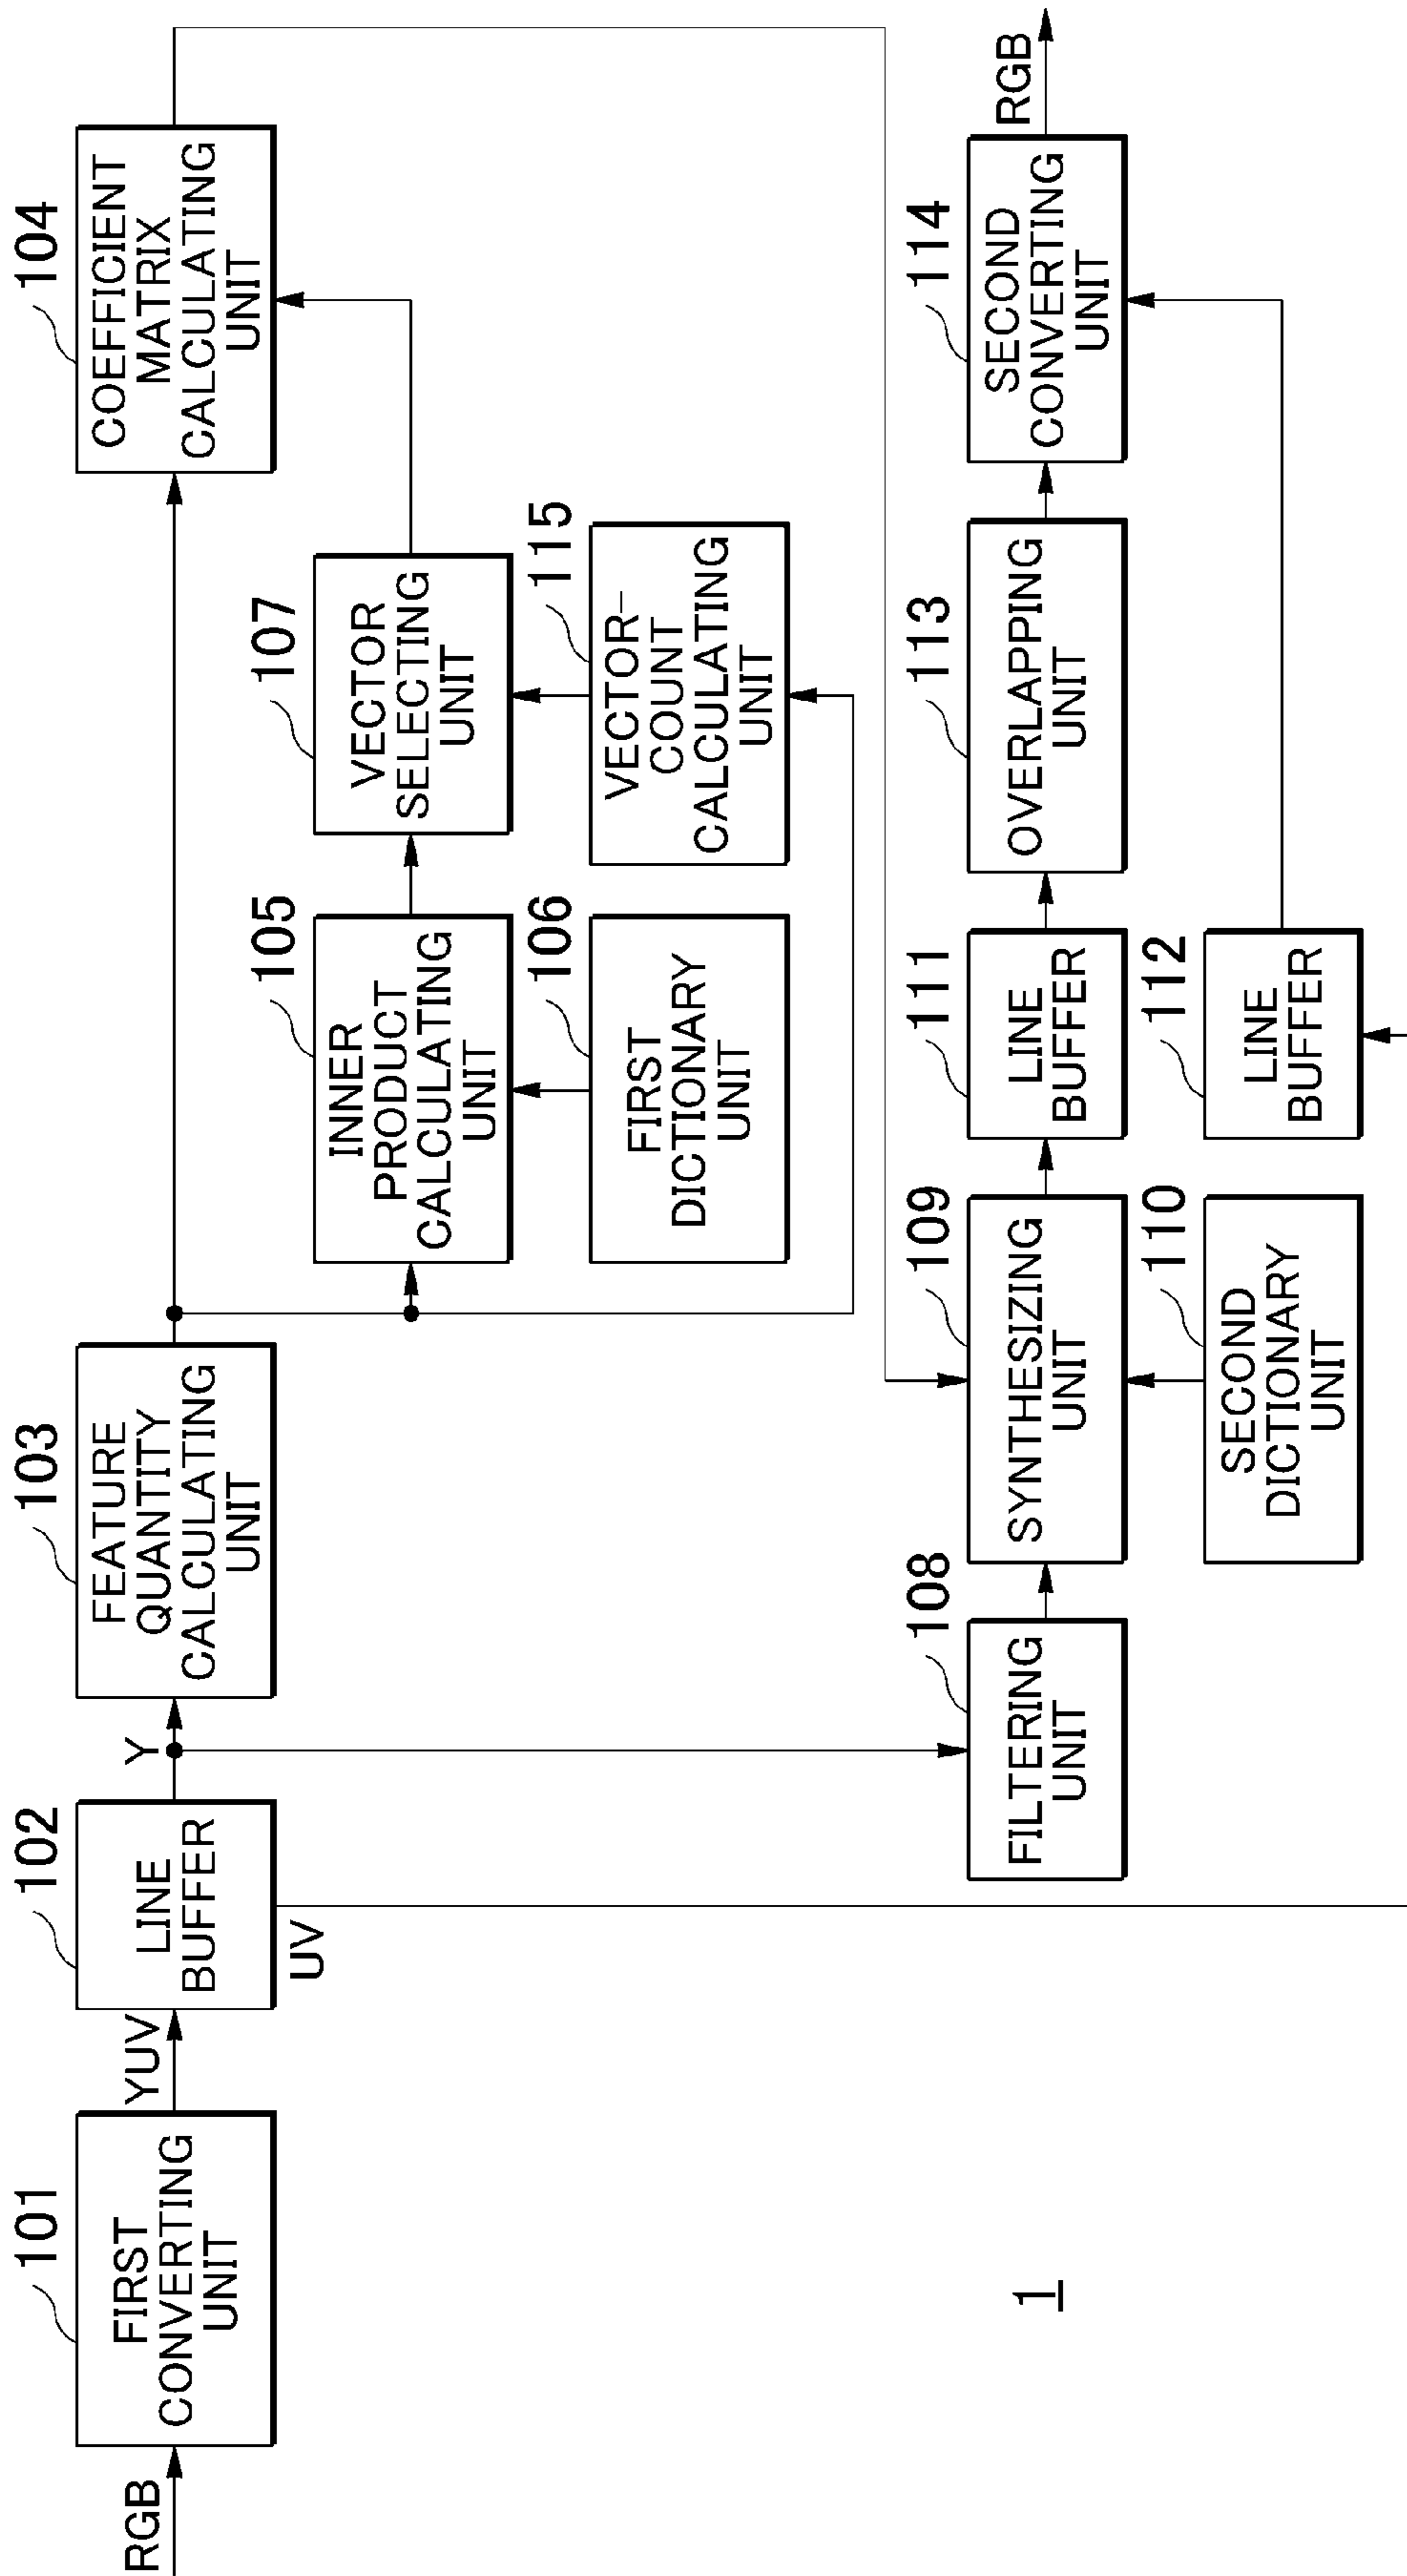 RGB
101
FIRST
CONVERTING
UNIT
YUV
102
LINE
BUFFER
UV
Y
103
FEATURE
QUANTITY
CALCULATING
UNIT
104
COEFFICIENT
MATRIX
CALCULATING
UNIT
105
INNER
PRODUCT
CALCULATING
UNIT
107
VECTOR
SELECTING
UNIT
106
FIRST
DICTIONARY
UNIT
115
VECTOR-
COUNT
CALCULATING
UNIT
108
FILTERING
UNIT
109
SYNTHESIZING
UNIT
111
LINE
BUFFER
113
OVERLAPPING
UNIT
114
SECOND
CONVERTING
UNIT
RGB
110
SECOND
DICTIONARY
UNIT
112
LINE
BUFFER
1